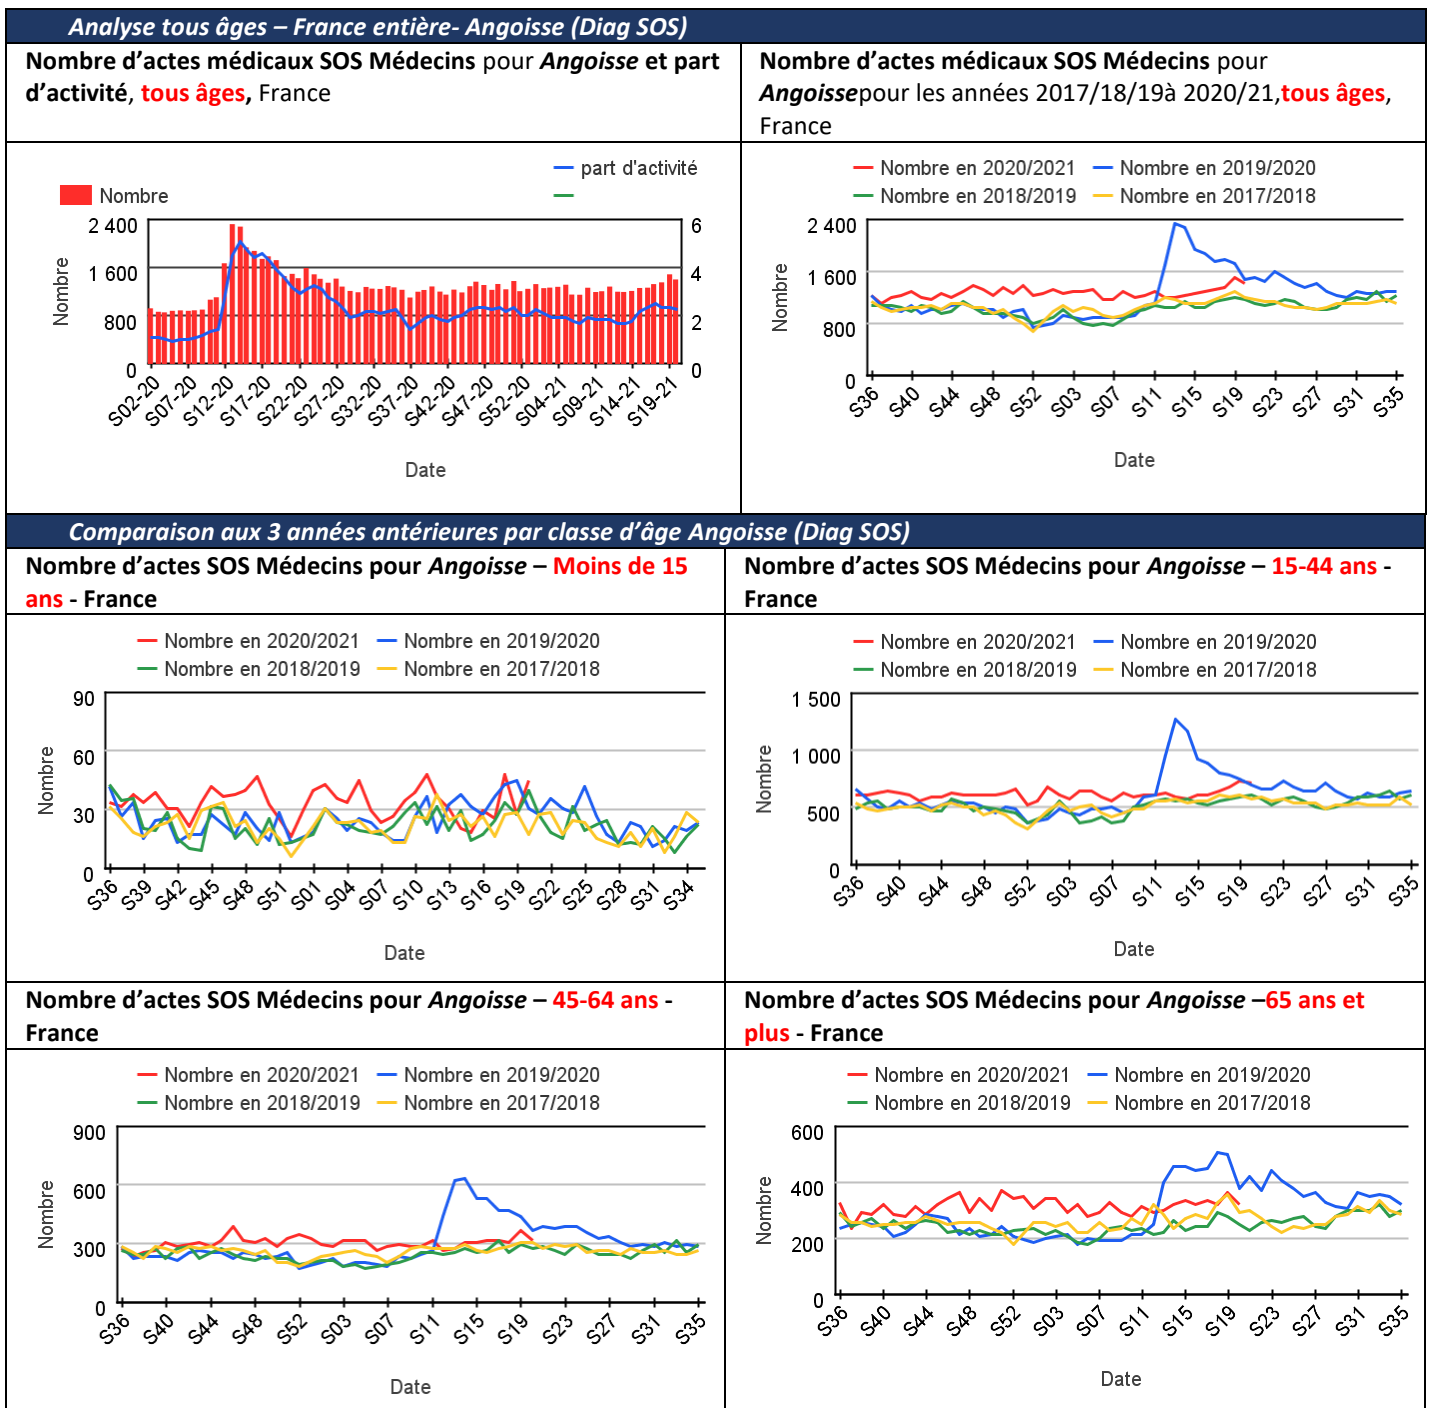 Analyse tous âges – France entière- Angoisse (Diag SOS)
Nombre d’actes médicaux SOS Médecins pour Angoisse et part
d’activité, tous âges, France
Nombre d’actes médicaux SOS Médecins pour
Angoissepour les années 2017/18/19à 2020/21,tous âges,
France
part d'activité
Nombre
2 400
1 600
800
0
6
4
2
0
Nombre
S02-20
S07-20
S12-20
S17-20
S22-20
S27-20
S32-20
S37-20
S42-20
S47-20
S52-20
S04-21
S09-21
S14-21
S19-21
Date
Nombre en 2020/2021
Nombre en 2019/2020
Nombre en 2018/2019
Nombre en 2017/2018
2 400
1 600
800
0
Nombre
S36
S40
S44
S48
S52
S03
S07
S11
S15
S19
S23
S27
S31
S35
Date
Comparaison aux 3 années antérieures par classe d’âge Angoisse (Diag SOS)
Nombre d’actes SOS Médecins pour Angoisse – Moins de 15
ans - France
Nombre d’actes SOS Médecins pour Angoisse – 15-44 ans -
France
Nombre en 2020/2021
Nombre en 2019/2020
Nombre en 2018/2019
Nombre en 2017/2018
90
60
30
0
Nombre
S36
S39
S42
S45
S48
S51
S01
S04
S07
S10
S13
S16
S19
S22
S25
S28
S31
S34
Date
Nombre en 2020/2021
Nombre en 2019/2020
Nombre en 2018/2019
Nombre en 2017/2018
1 500
1 000
500
0
Nombre
S36
S40
S44
S48
S52
S03
S07
S11
S15
S19
S23
S27
S31
S35
Date
Nombre d’actes SOS Médecins pour Angoisse – 45-64 ans -
France
Nombre d’actes SOS Médecins pour Angoisse –65 ans et
plus - France
Nombre en 2020/2021
Nombre en 2019/2020
Nombre en 2018/2019
Nombre en 2017/2018
900
600
300
0
Nombre
S36
S40
S44
S48
S52
S03
S07
S11
S15
S19
S23
S27
S31
S35
Date
Nombre en 2020/2021
Nombre en 2019/2020
Nombre en 2018/2019
Nombre en 2017/2018
600
400
200
0
Nombre
S36
S40
S44
S48
S52
S03
S07
S11
S15
S19
S23
S27
S31
S35
Date